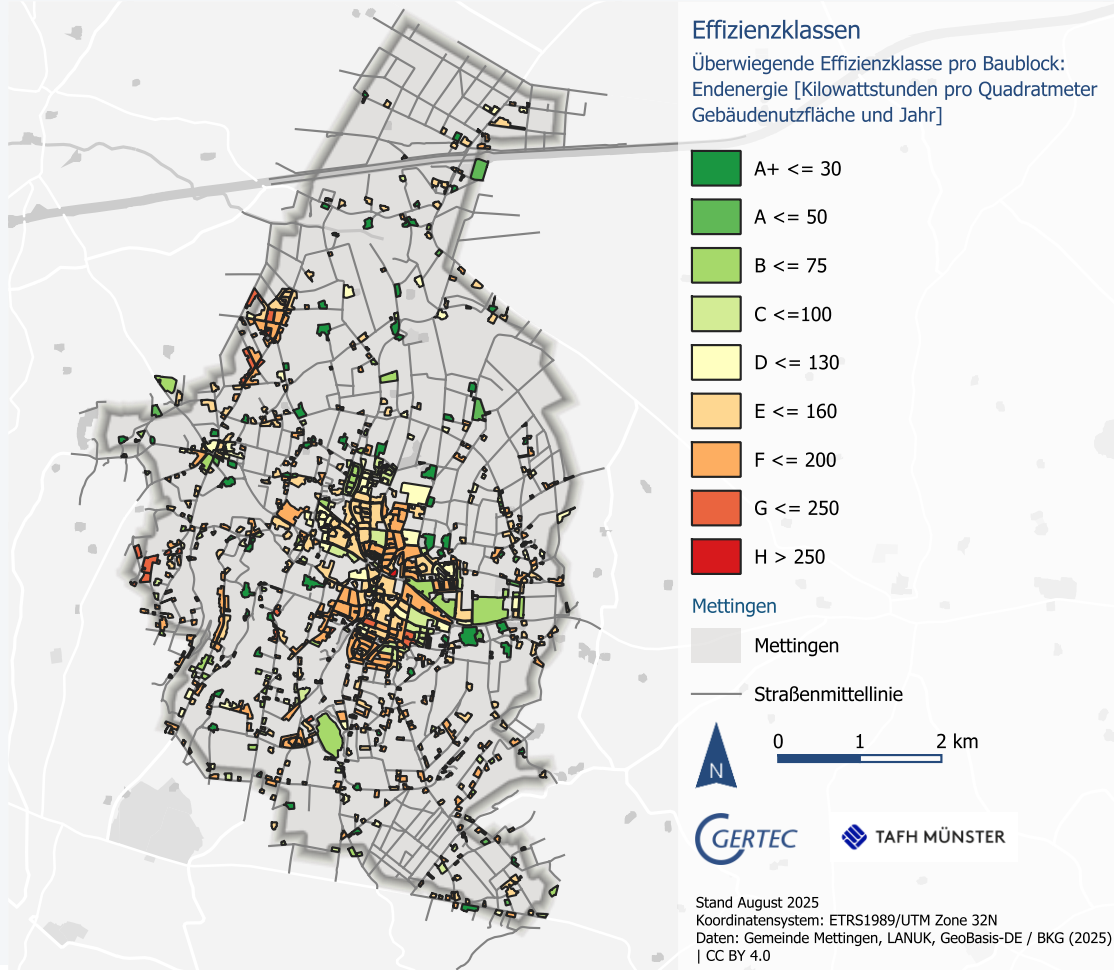 Effizienzklassen
Überwiegende Effizienzklasse pro Baublock:
Endenergie [Kilowattstunden pro Quadratmeter
Gebäudenutzfläche und Jahr]
A+ <= 30
A <= 50
B <= 75
C <=100
D <= 130
E <= 160
F <= 200
G <= 250
H > 250
Mettingen
Mettingen
Straßenmittellinie
N
0 1 2 km
GERTEC
TAFH MÜNSTER
Stand August 2025
Koordinatensystem: ETRS1989/UTM Zone 32N
Daten: Gemeinde Mettingen, LANUK, GeoBasis-DE / BKG (2025)
| CC BY 4.0